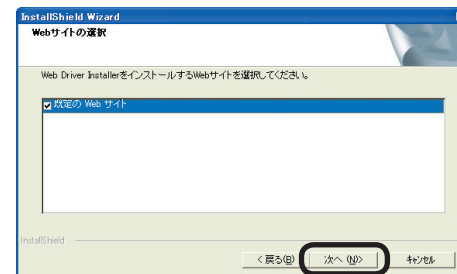 InstallShield Wizard
Webサイトの選択
Web Driver InstallerをインストールするWebサイトを選択してください。
既定の Web サイト
InstallShield
< 戻る(B) 次へ (N)> キャンセル